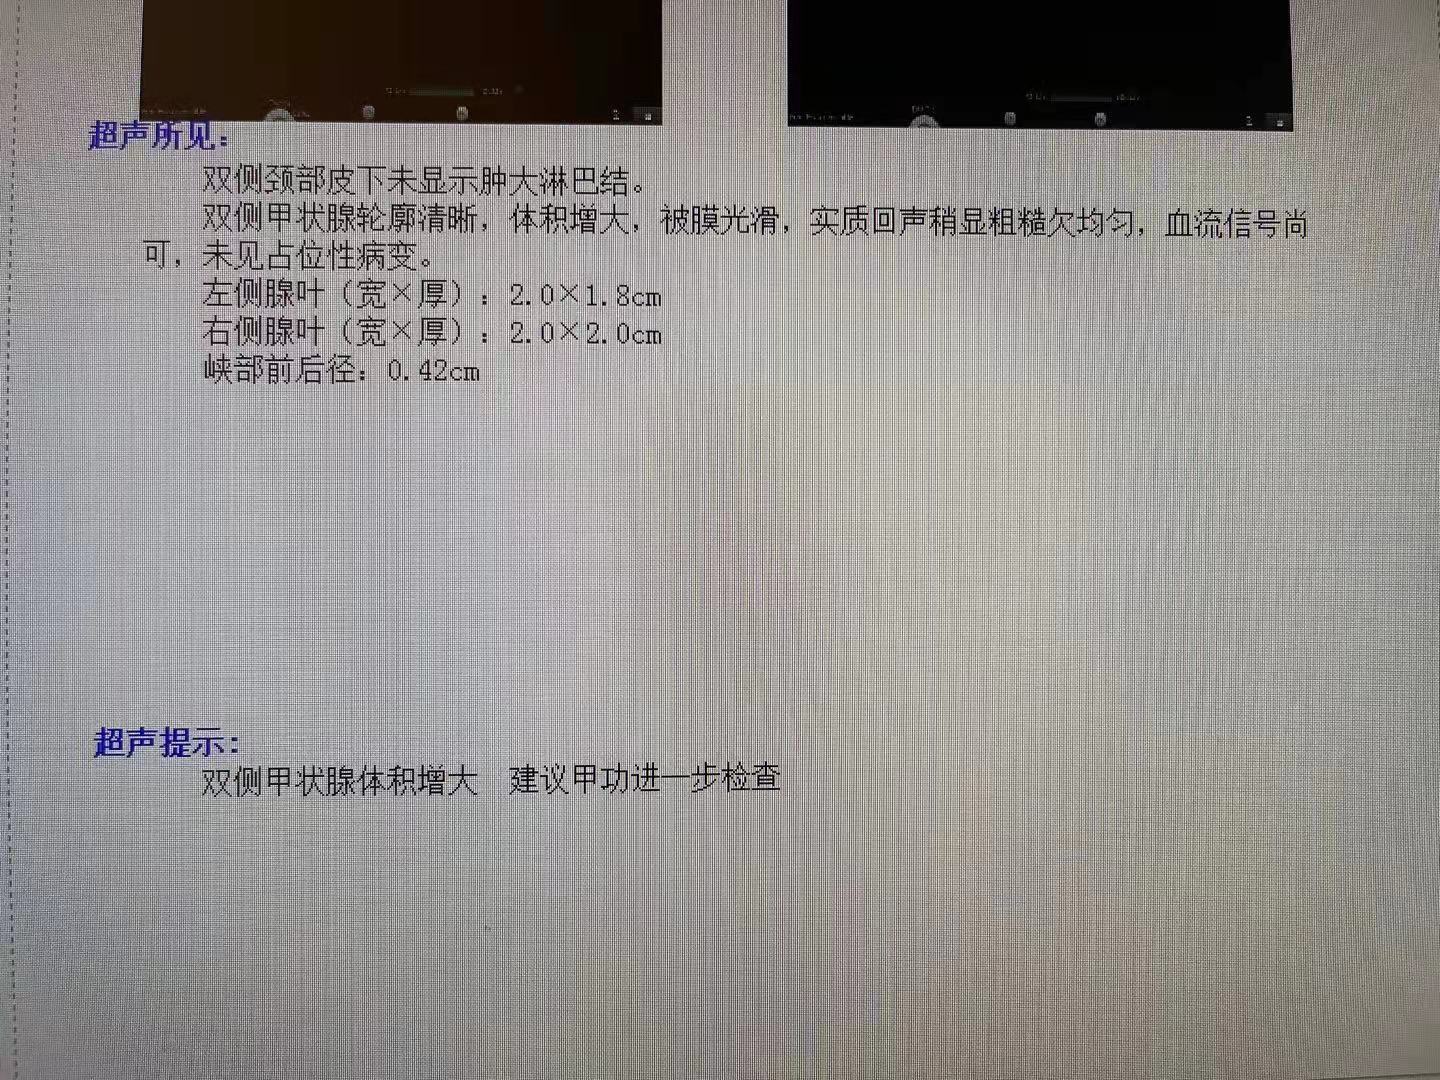 超声所见：
双侧颈部皮下未显示肿大淋巴结。
双侧甲状腺轮廓清晰，体积增大，被膜光滑，实质回声稍显粗糙欠均匀，血流信号尚
可，未见占位性病变。
左侧腺叶（宽×厚）：2.0×1.8cm
右侧腺叶（宽×厚）：2.0×2.0cm
峡部前后径：0.42cm
超声提示：
双侧甲状腺体积增大 建议甲功进一步检查